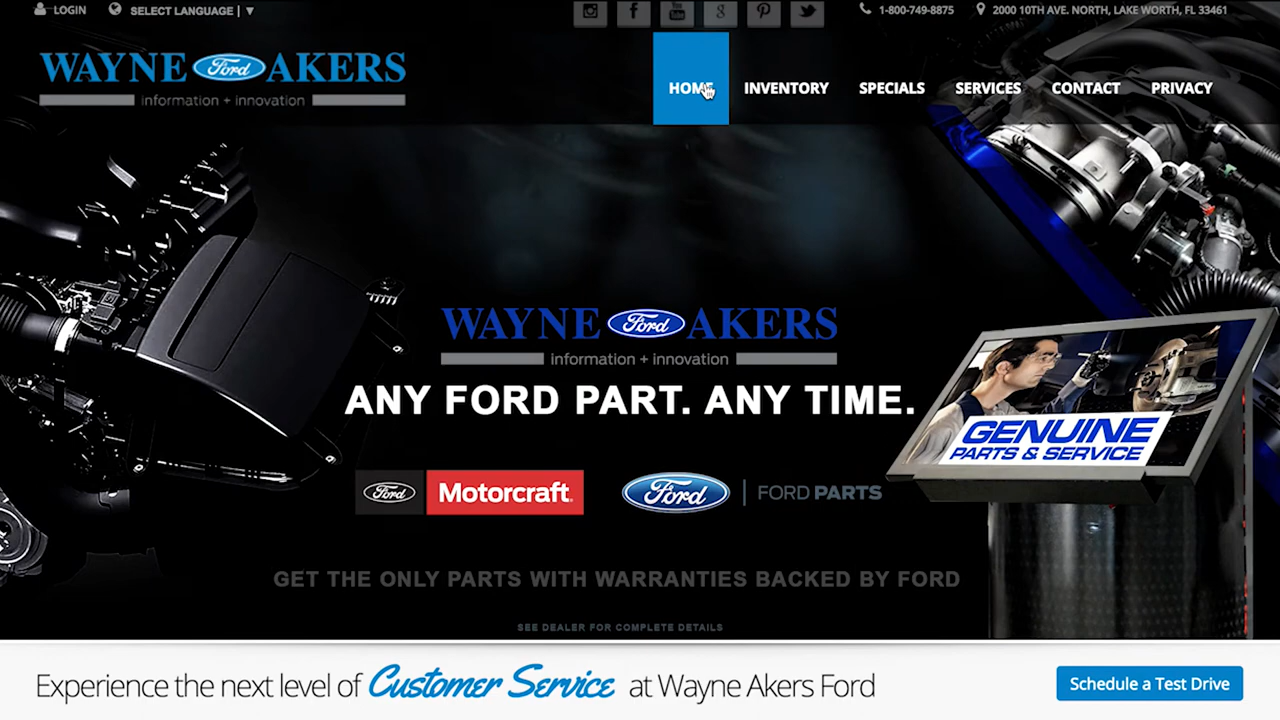 LOGIN SELECT LANGUAGE | ▼ 1-800-749-8875 2000 10TH AVE. NORTH, LAKE WORTH, FL 33461
WAYNE Ford AKERS
information + innovation
HOME INVENTORY SPECIALS SERVICES CONTACT PRIVACY
WAYNE Ford AKERS
information + innovation
ANY FORD PART. ANY TIME.
GENUINE
PARTS & SERVICE
Ford Motorcraft Ford | FORD PARTS
GET THE ONLY PARTS WITH WARRANTIES BACKED BY FORD
SEE DEALER FOR COMPLETE DETAILS
Experience the next level of Customer Service at Wayne Akers Ford
Schedule a Test Drive